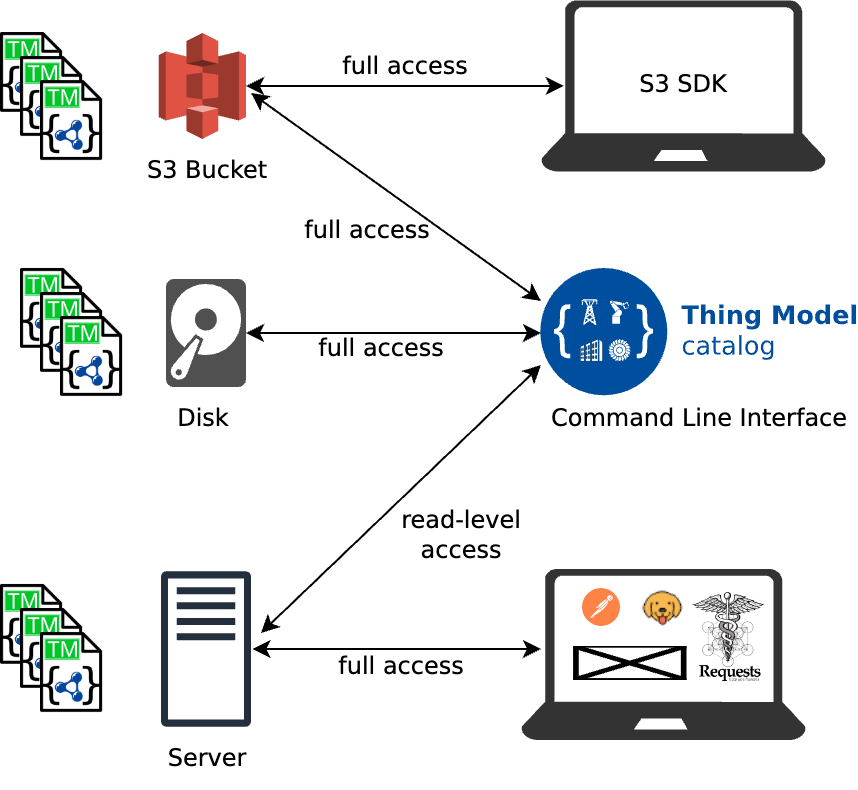 TM
TM
TM
full access
S3 SDK
S3 Bucket
full access
TM
TM
TM
full access
Thing Model
catalog
Disk
Command Line Interface
read-level
access
TM
TM
TM
full access
Requests
Server